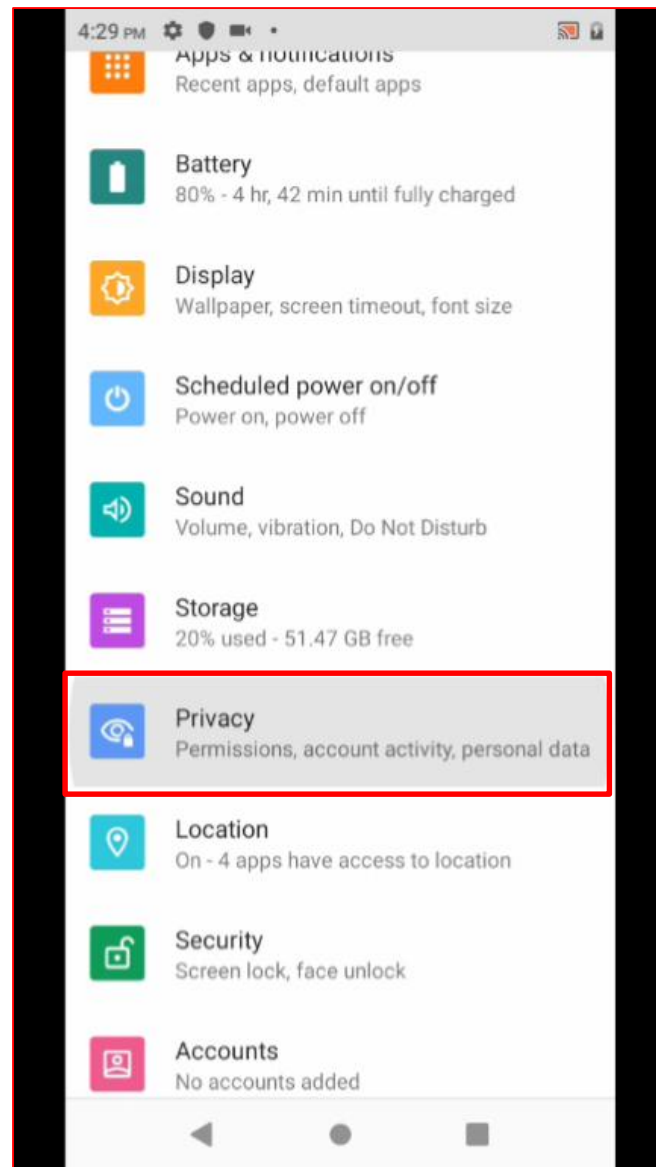 4:29 PM
Apps & notifications
Recent apps, default apps
Battery
80% - 4 hr, 42 min until fully charged
Display
Wallpaper, screen timeout, font size
Scheduled power on/off
Power on, power off
Sound
Volume, vibration, Do Not Disturb
Storage
20% used - 51.47 GB free
Privacy
Permissions, account activity, personal data
Location
On - 4 apps have access to location
Security
Screen lock, face unlock
Accounts
No accounts added